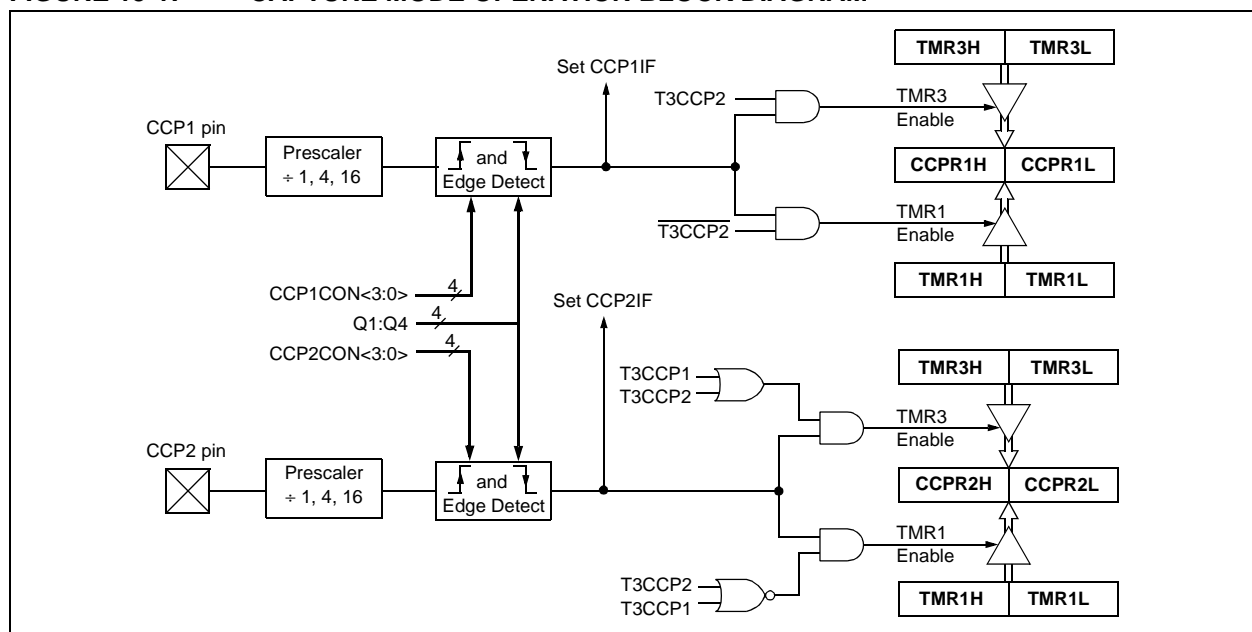 TMR3H TMR3L
Set CCP1IF
T3CCP2
TMR3
Enable
CCP1 pin
Prescaler
÷ 1, 4, 16
and
Edge Detect
CCPR1H CCPR1L
T3CCP2
TMR1
Enable
TMR1H TMR1L
CCP1CON<3:0> 4
Q1:Q4 4
CCP2CON<3:0> 4
Set CCP2IF
TMR3H TMR3L
T3CCP1
T3CCP2
TMR3
Enable
CCP2 pin
Prescaler
÷ 1, 4, 16
and
Edge Detect
CCPR2H CCPR2L
TMR1
Enable
T3CCP2
T3CCP1
TMR1H TMR1L